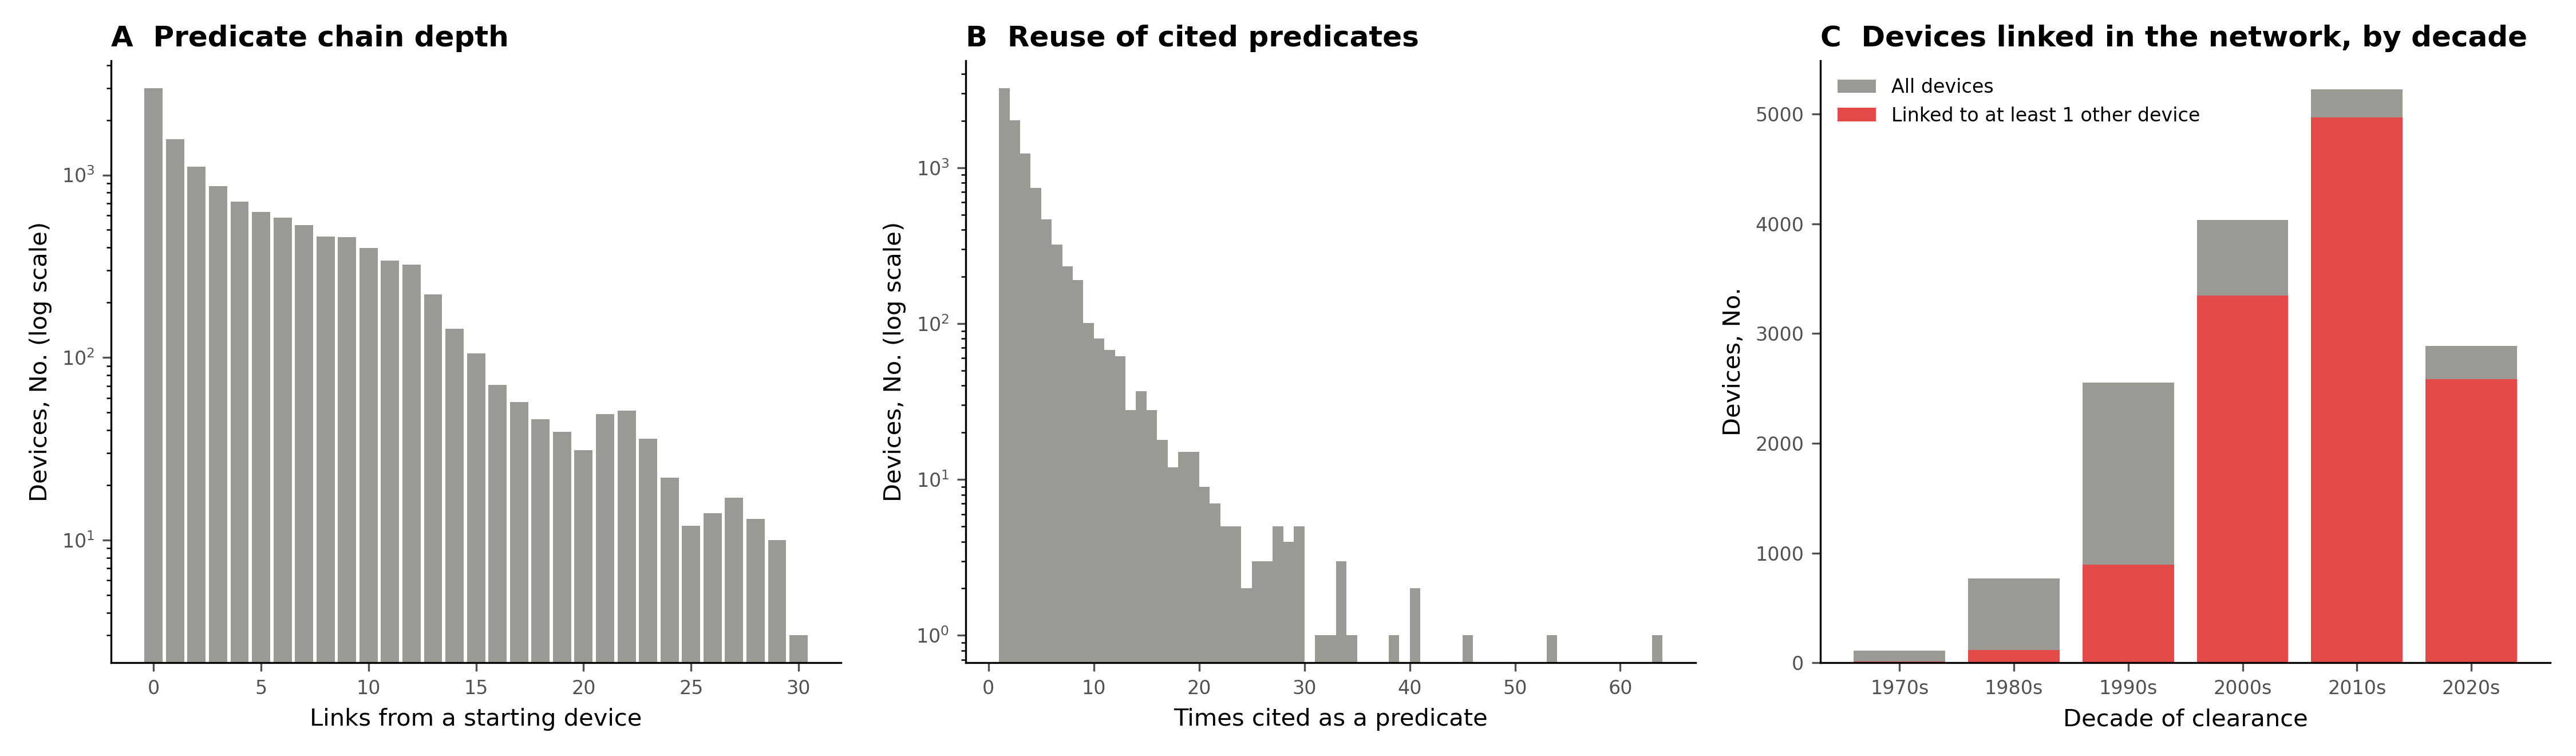 A Predicate chain depth
Devices, No. (log scale)
10³
10²
10¹
0 5 10 15 20 25 30
Links from a starting device
B Reuse of cited predicates
Devices, No. (log scale)
10³
10²
10¹
10⁰
0 10 20 30 40 50 60
Times cited as a predicate
C Devices linked in the network, by decade
All devices
Linked to at least 1 other device
Devices, No.
5000
4000
3000
2000
1000
0
1970s 1980s 1990s 2000s 2010s 2020s
Decade of clearance